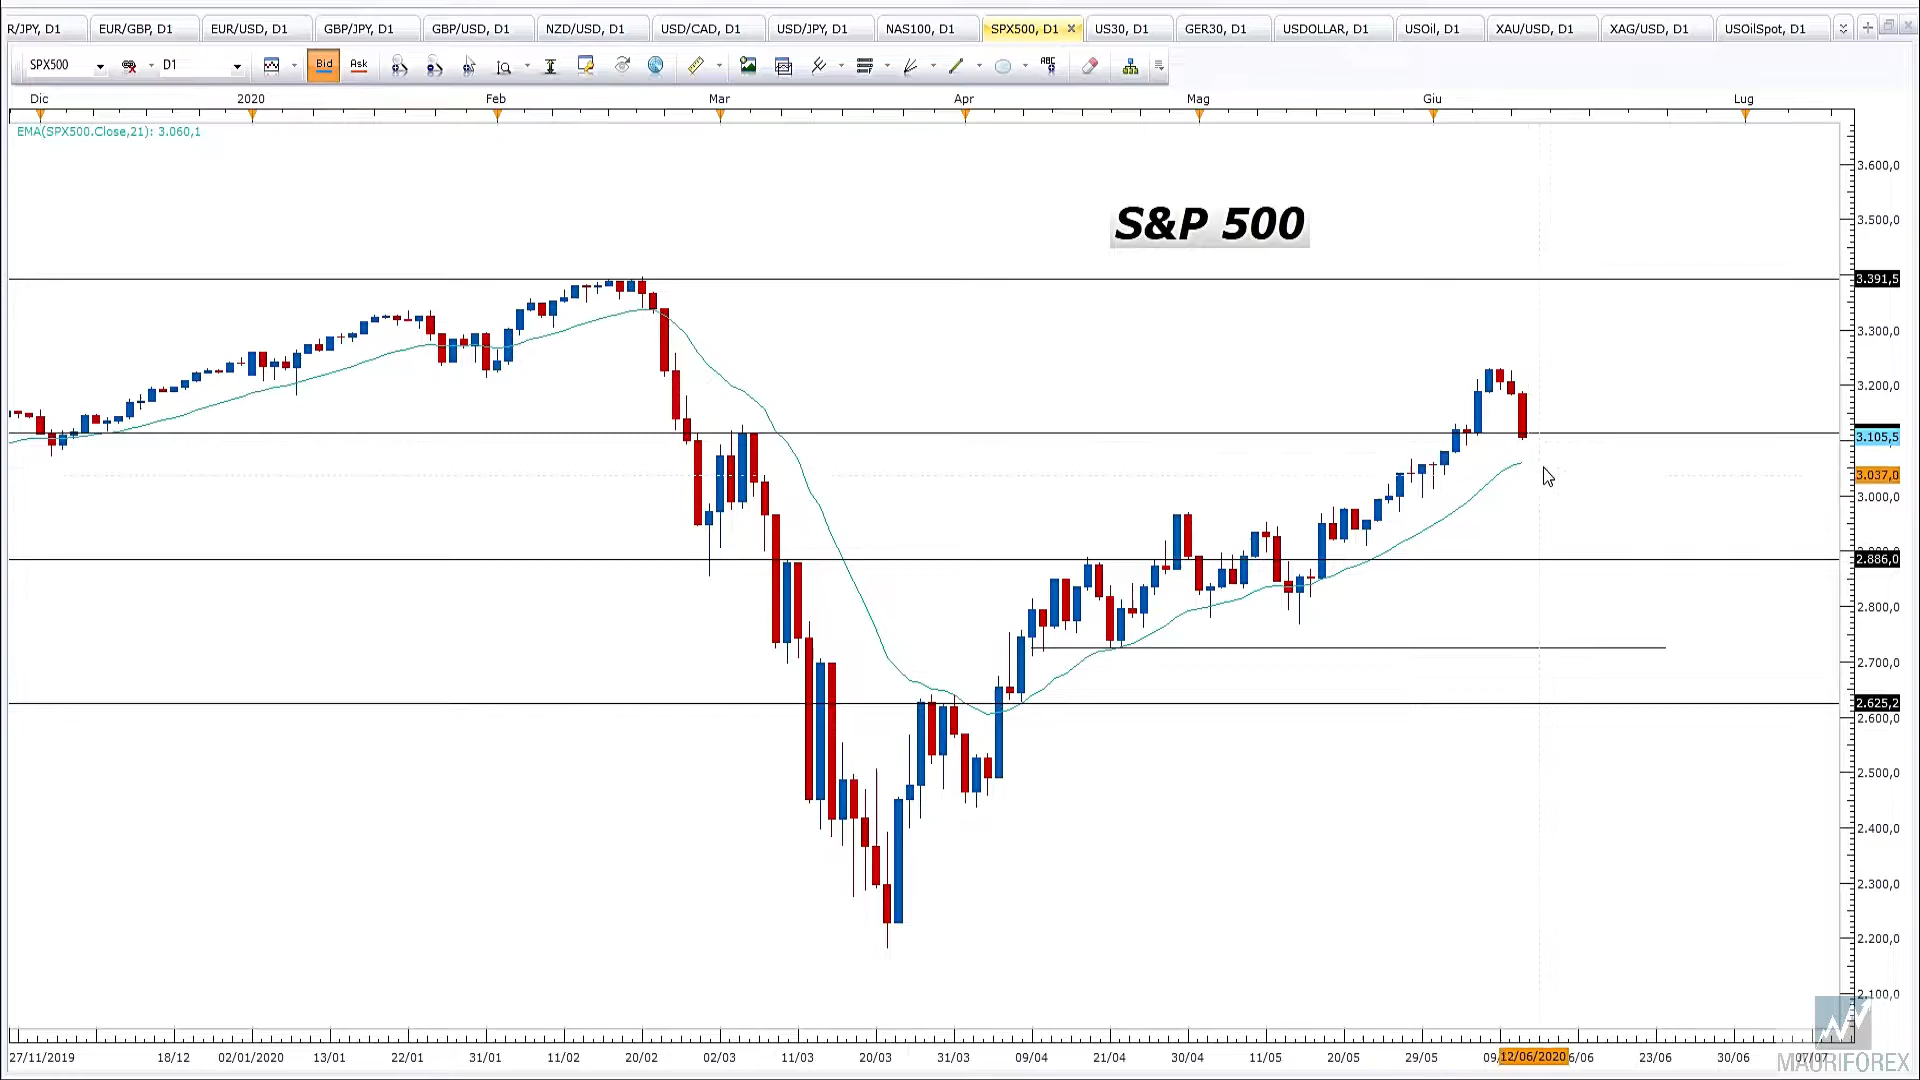 R/JPY, D1 EUR/GBP, D1 EUR/USD, D1 GBP/JPY, D1 GBP/USD, D1 NZD/USD, D1 USD/CAD, D1 USD/JPY, D1 NAS100, D1 SPX500, D1 US30, D1 GER30, D1 USDOLLAR, D1 USOil, D1 XAU/USD, D1 XAG/USD, D1 USOilSpot, D1
SPX500 D1 Bid Ask ABC
Dic 2020 Feb Mar Apr Mag Giu Lug
EMA(SPX500.Close,21): 3.060,1
3.600,0
S&P 500
3.500,0
3.391,5
3.300,0
3.200,0
3.105,5
3.037,0
3.000,0
2.886,0
2.800,0
2.700,0
2.625,2
2.600,0
2.500,0
2.400,0
2.300,0
2.200,0
2.100,0
27/11/2019 18/12 02/01/2020 13/01 22/01 31/01 11/02 20/02 02/03 11/03 20/03 31/03 09/04 21/04 30/04 11/05 20/05 29/05 09/ 12/06/2020 6/06 23/06 30/06 07/07
MAURIFOREX